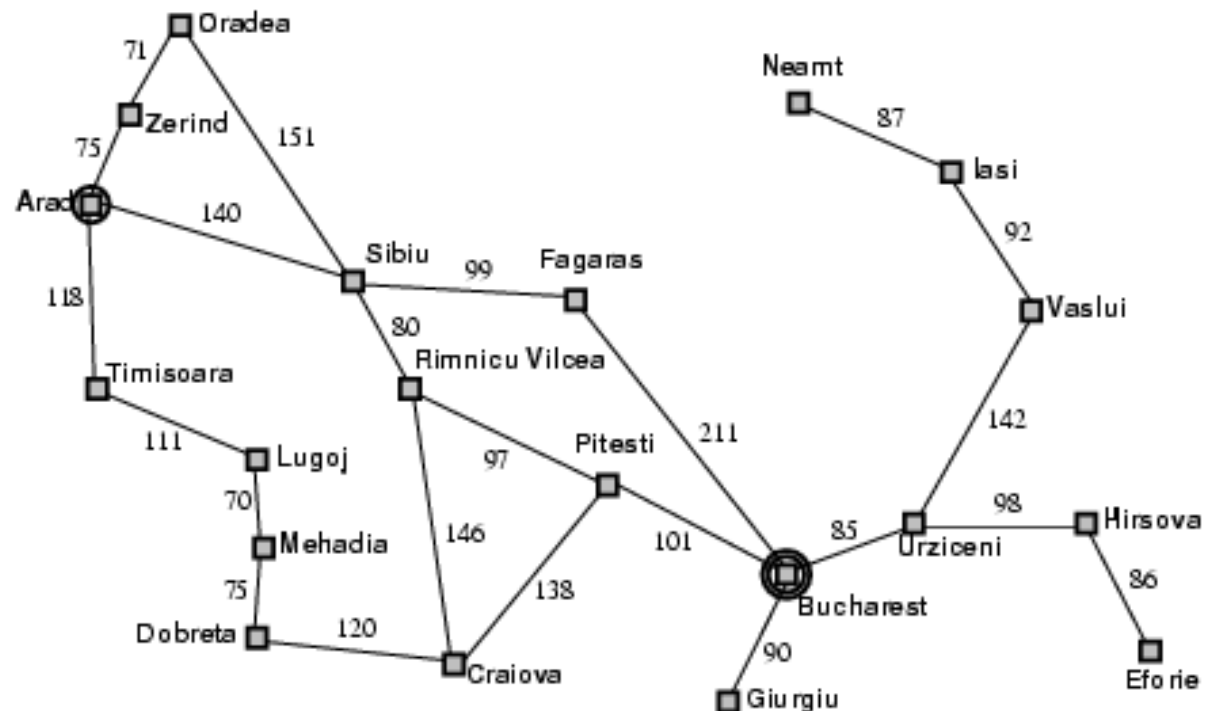 Oradea
71
Neamt
Zerind
87
75
151
Iasi
Arad
140
92
Sibiu
99
Fagaras
118
80
Vaslui
Timisoara
Rimnicu Vilcea
142
111
Lugoj
97
Pitesti
211
70
98
Hirsova
Mehadia
146
101
85
Urziceni
75
138
86
Bucharest
Dobreta
120
90
Craiova
Eforie
Giurgiu